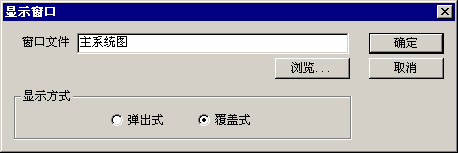 显示窗口
窗口文件 主系统图 确定
浏览... 取消
显示方式
弹出式 覆盖式